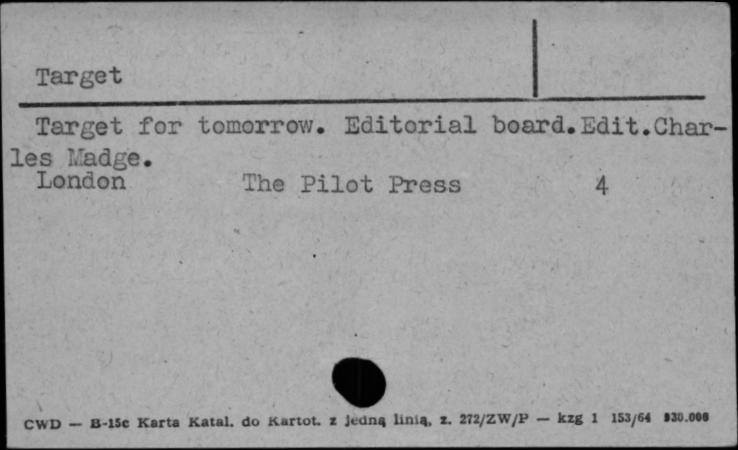 Target
Target for tomorrow. Editorial board.Edit.Char-
les Madge.
London The Pilot Press 4
CWD — B-15c Karta Katal. do Kartot. z jedną linią, z. 272/ZW/P — kzg 1 153/64 930.000